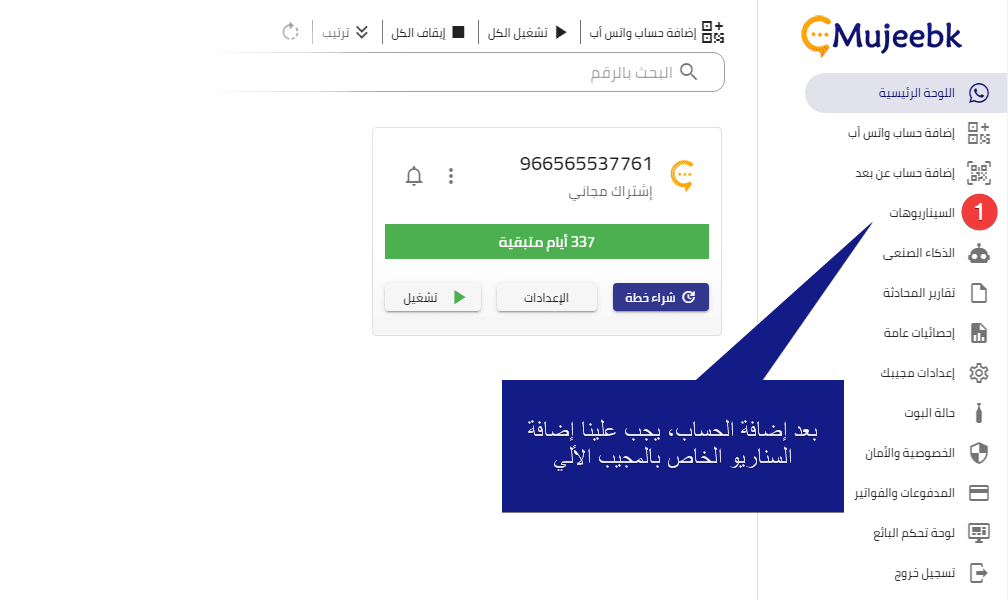 Mujeebk
اللوحة الرئيسية
إضافة حساب واتس أب
إضافة حساب عن بعد
1
السيناريوهات
الذكاء الصنعى
تقارير المحادثة
إحصائيات عامة
إعدادات مجيبك
حالة البوت
الخصوصية والأمان
المدفوعات والفواتير
لوحة تحكم البائع
تسجيل خروج
إضافة حساب واتس أب
تشغيل الكل
إيقاف الكل
ترتيب
البحث بالرقم
966565537761
إشتراك مجاني
337 أيام متبقية
شراء خطة
الإعدادات
تشغيل
بعد إضافة الحساب، يجب علينا إضافة
السناريو الخاص بالمجيب الألي